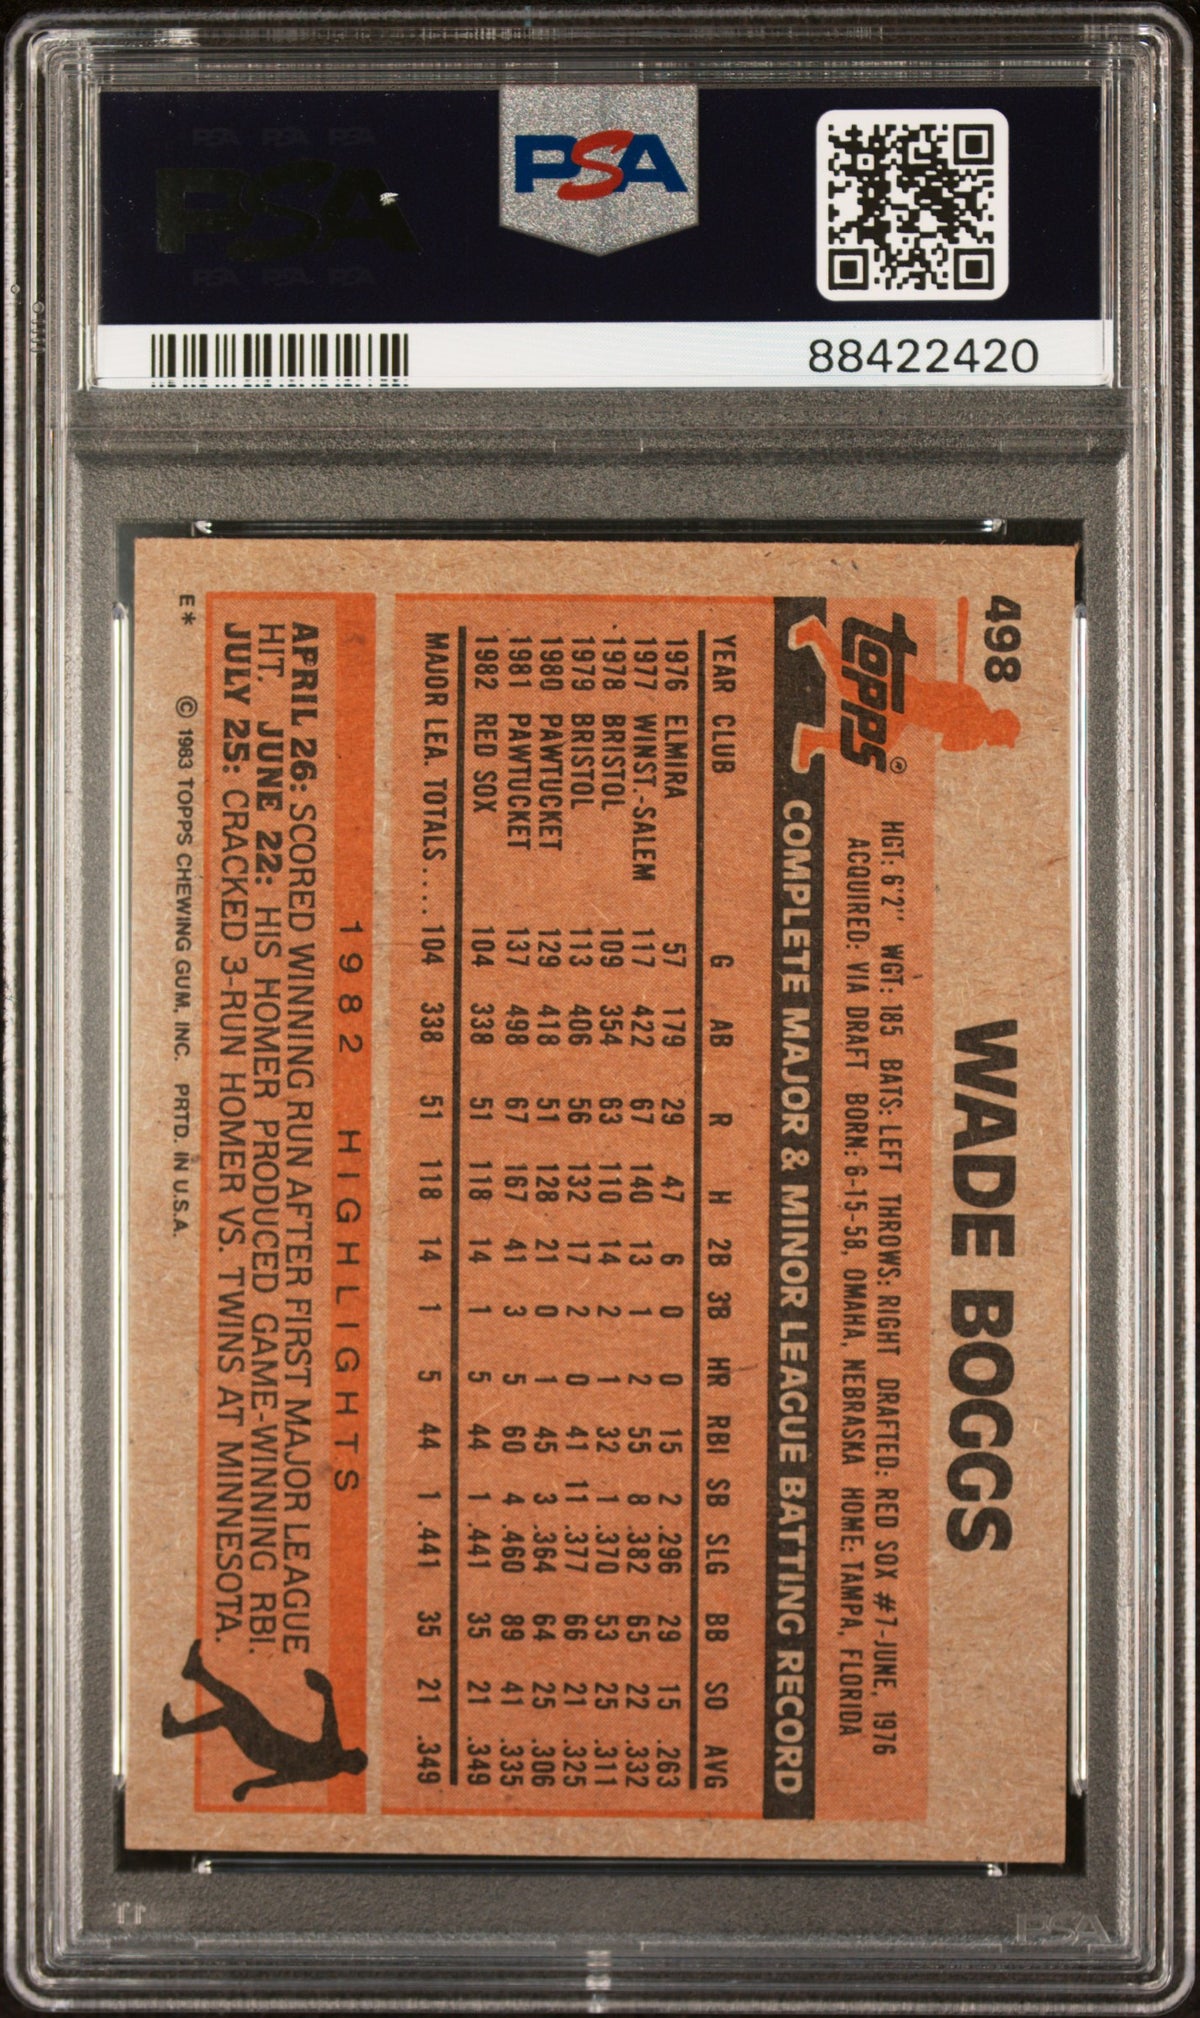 PSA PSA PSA
PSA
PSA PSA PSA
PSA
88422420
498
WADE BOGGS
TOPPS®
HGT: 6'2" WGT: 185 BATS: LEFT THROWS: RIGHT DRAFTED: RED SOX #7-JUNE, 1976
ACQUIRED: VIA DRAFT BORN: 6-15-58, OMAHA, NEBRASKA HOME: TAMPA, FLORIDA
COMPLETE MAJOR & MINOR LEAGUE BATTING RECORD
YEAR CLUB G AB R H 2B 3B HR RBI SB SLG BB SO AVG
1976 ELMIRA 57 179 29 47 6 0 0 15 2 .296 29 15 .263
1977 WINST.-SALEM 117 422 67 140 13 1 2 55 8 .382 65 22 .332
1978 BRISTOL 109 354 63 110 14 2 1 32 1 .370 53 25 .311
1979 BRISTOL 113 406 56 132 17 2 0 41 11 .377 66 21 .325
1980 PAWTUCKET 129 418 51 128 21 0 1 45 3 .364 64 25 .306
1981 PAWTUCKET 137 498 67 167 41 3 5 60 4 .460 89 41 .335
1982 RED SOX 104 338 51 118 14 1 5 44 1 .441 35 21 .349
MAJOR LEA. TOTALS.... 104 338 51 118 14 1 5 44 1 .441 35 21 .349
1982 HIGHLIGHTS
APRIL 26: SCORED WINNING RUN AFTER FIRST MAJOR LEAGUE
HIT. JUNE 22: HIS HOMER PRODUCED GAME-WINNING RBI.
JULY 25: CRACKED 3-RUN HOMER VS. TWINS AT MINNESOTA.
E* © 1983 TOPPS CHEWING GUM, INC. PRTD. IN U.S.A.
PSA